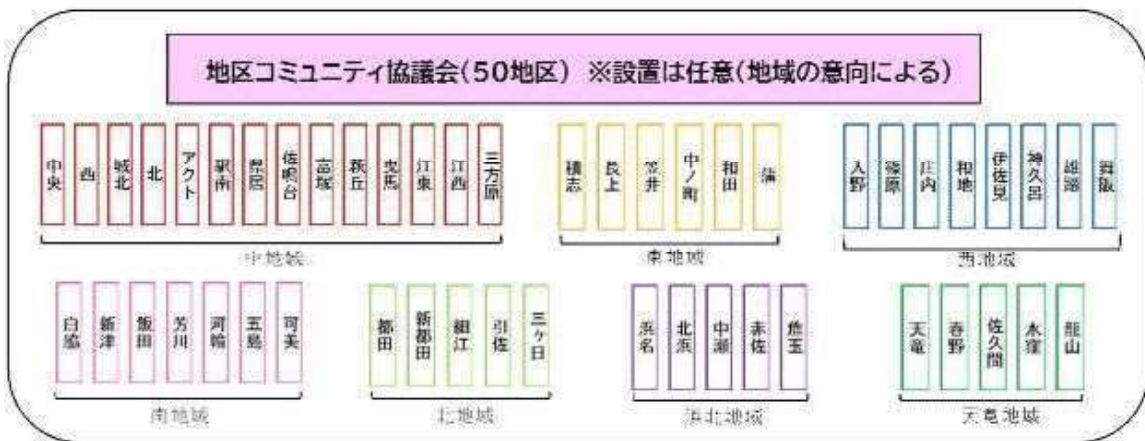 地区コミュニティ協議会(50地区) ※設置は任意(地域の意向による)
中央
西
城北
北
アクト
駅南
県居
佐鳴台
富塚
萩丘
曳馬
江東
江西
三方原
中地域
積志
長上
笠井
中ノ町
和田
蒲
東地域
入野
篠原
庄内
和地
伊佐見
神久呂
雄踏
舞阪
西地域
白脇
新津
飯田
芳川
河輪
五島
可美
南地域
都田
新都田
細江
引佐
三ヶ日
北地域
浜名
北浜
中瀬
赤佐
麁玉
浜北地域
天竜
春野
佐久間
水窪
龍山
天竜地域